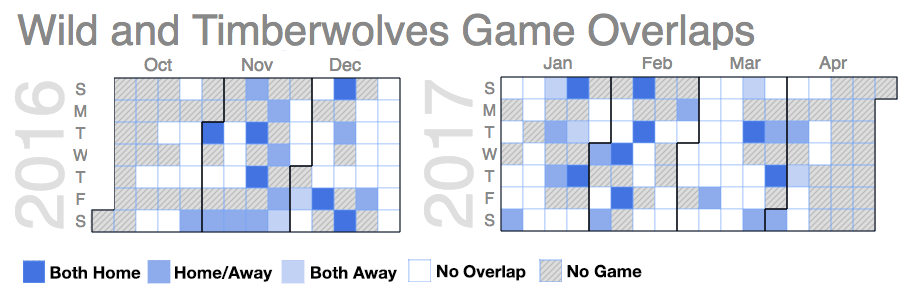 Wild and Timberwolves Game Overlaps
Oct Nov Dec Jan Feb Mar Apr
2016
S
M
T
W
T
F
S
2017
S
M
T
W
T
F
S
Both Home Home/Away Both Away No Overlap No Game